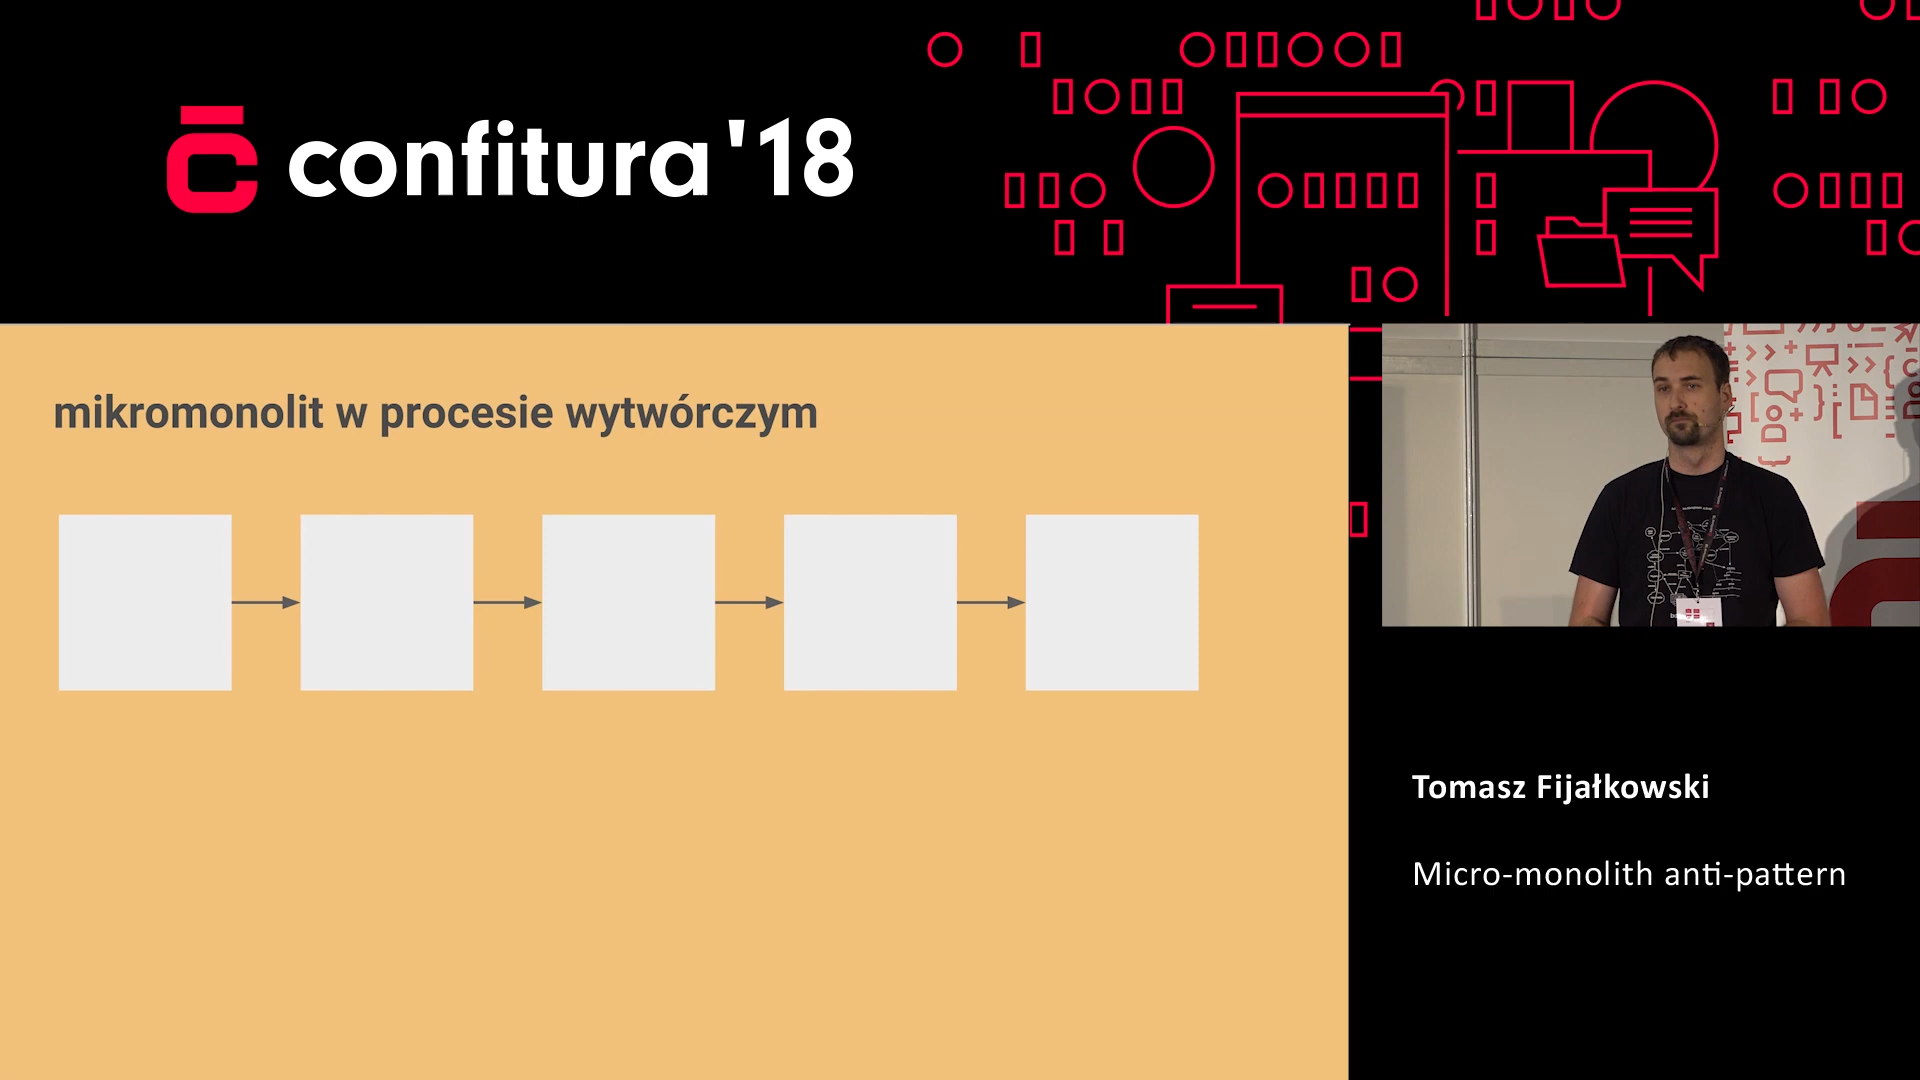 confitura '18
mikromonolit w procesie wytwórczym
Tomasz Fijałkowski
Micro-monolith anti-pattern